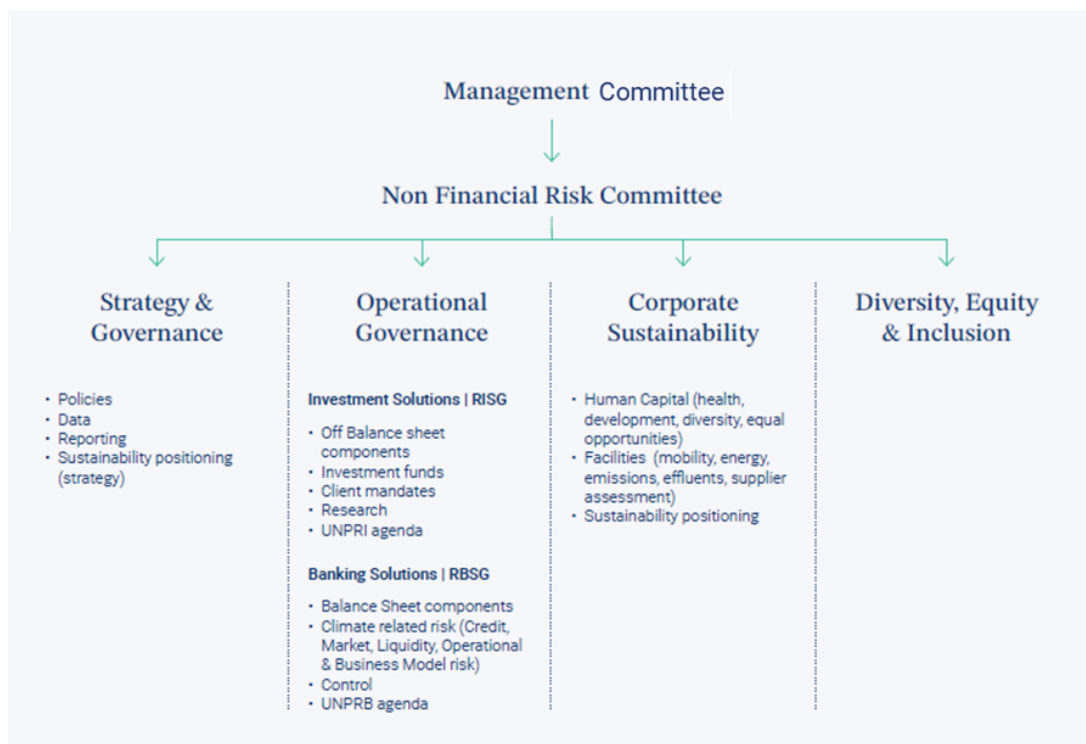 Management Committee
Non Financial Risk Committee
Strategy &
Governance
• Policies
• Data
• Reporting
• Sustainability positioning
(strategy)
Operational
Governance
Investment Solutions | RISG
• Off Balance sheet
components
• Investment funds
• Client mandates
• Research
• UNPRI agenda
Banking Solutions | RBSG
• Balance Sheet components
• Climate related risk (Credit,
Market, Liquidity, Operational
& Business Model risk)
• Control
• UNPRB agenda
Corporate
Sustainability
• Human Capital (health,
development, diversity, equal
opportunities)
• Facilities (mobility, energy,
emissions, effluents, supplier
assessment)
• Sustainability positioning
Diversity, Equity
& Inclusion